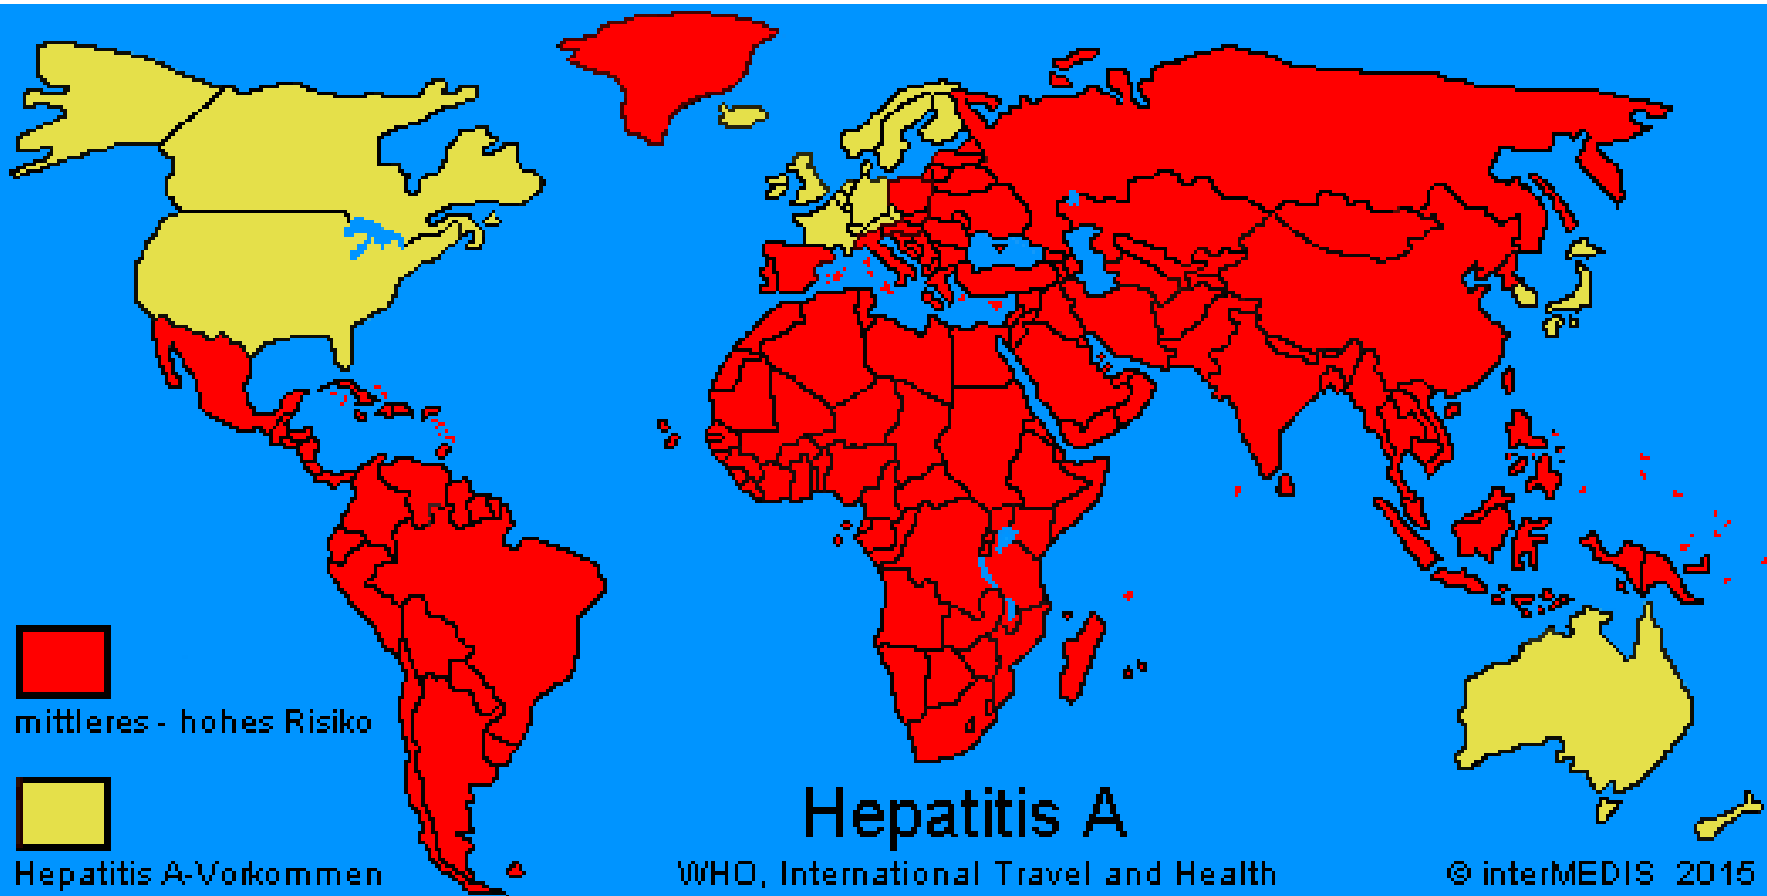 mittleres - hohes Risiko
Hepatitis A-Vorkommen
Hepatitis A
WHO, International Travel and Health
© interMEDIS 2015